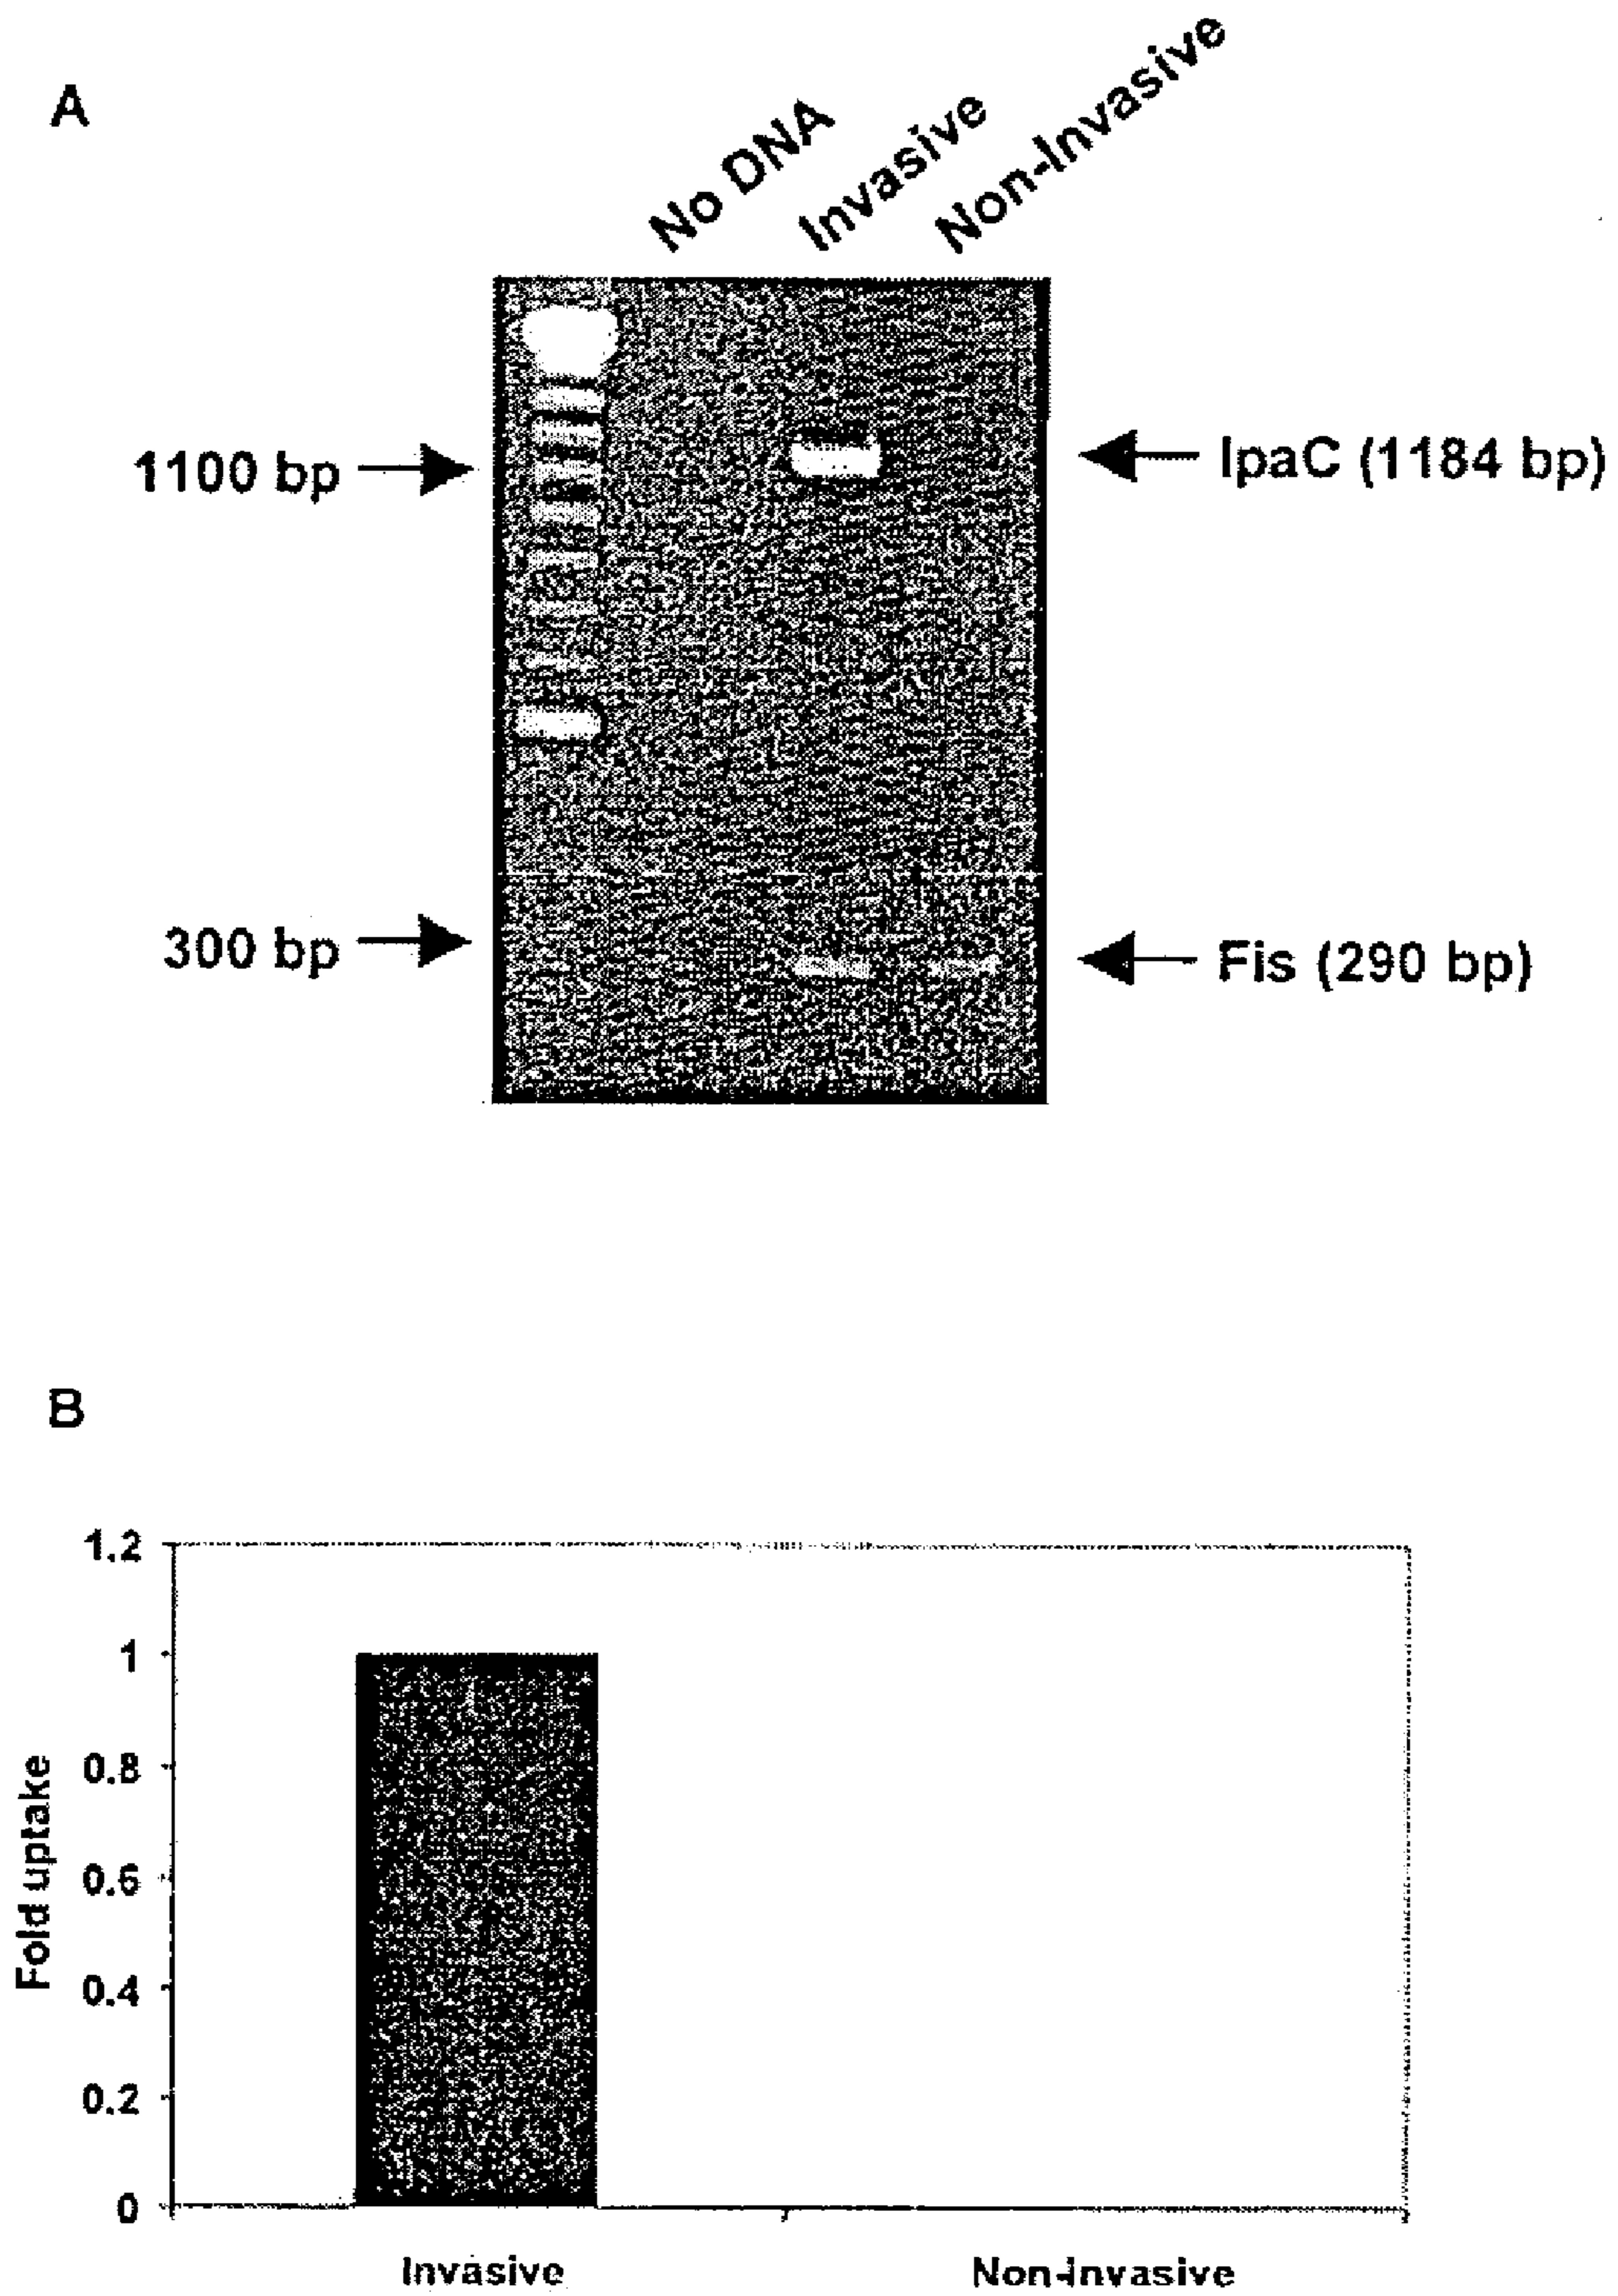 A
No DNA
Invasive
Non-Invasive
1100 bp
IpaC (1184 bp)
300 bp
Fis (290 bp)
B
1.2
1
0.8
0.6
0.4
0.2
0
Fold uptake
Invasive
Non-Invasive